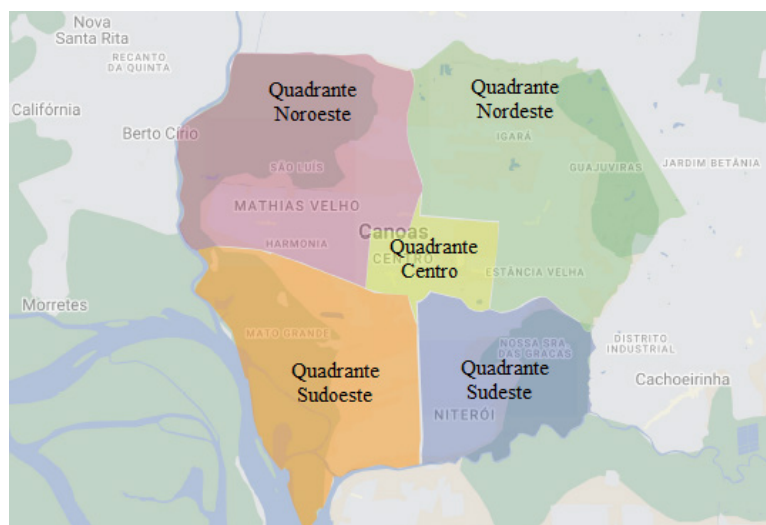 Nova
Santa Rita
RECANTO
DA QUINTA
Califórnia
Berto Círio
Quadrante
Noroeste
Quadrante
Nordeste
IGARÁ
SÃO LUÍS
GUAJUVIRAS
JARDIM BETÂNIA
MATHIAS VELHO
HARMONIA
Canoas
CENTRO
Quadrante
Centro
ESTÂNCIA VELHA
Morretes
MATO GRANDE
Quadrante
Sudoeste
NOSSA SRA
DAS GRAÇAS
Quadrante
Sudeste
NITERÓI
DISTRITO
INDUSTRIAL
Cachoeirinha